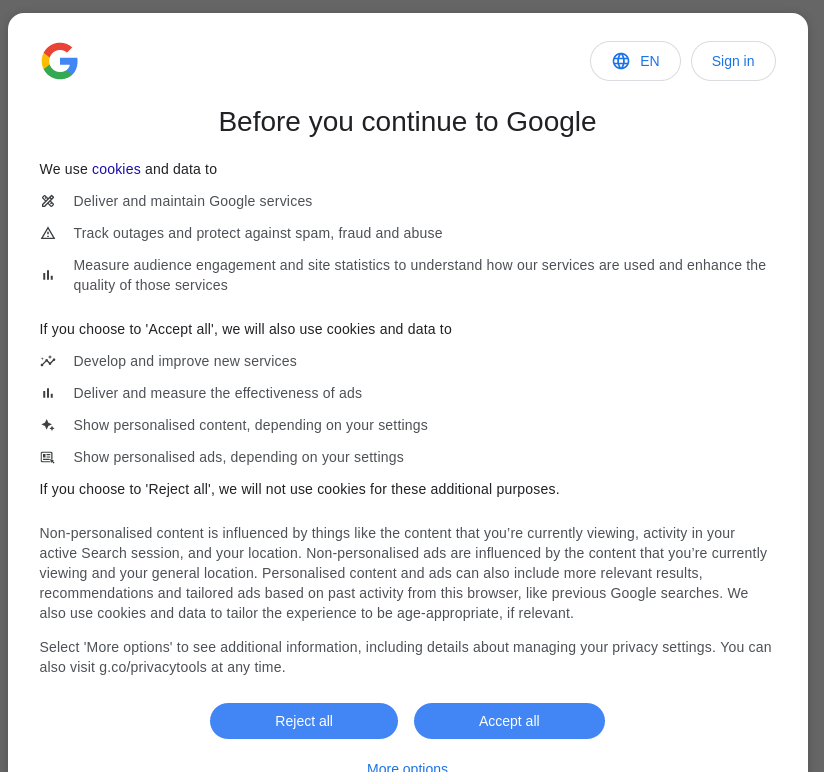 EN
Sign in
Before you continue to Google
We use cookies and data to
Deliver and maintain Google services
Track outages and protect against spam, fraud and abuse
Measure audience engagement and site statistics to understand how our services are used and enhance the
quality of those services
If you choose to 'Accept all', we will also use cookies and data to
Develop and improve new services
Deliver and measure the effectiveness of ads
Show personalised content, depending on your settings
Show personalised ads, depending on your settings
If you choose to 'Reject all', we will not use cookies for these additional purposes.
Non-personalised content is influenced by things like the content that you’re currently viewing, activity in your
active Search session, and your location. Non-personalised ads are influenced by the content that you’re currently
viewing and your general location. Personalised content and ads can also include more relevant results,
recommendations and tailored ads based on past activity from this browser, like previous Google searches. We
also use cookies and data to tailor the experience to be age-appropriate, if relevant.
Select 'More options' to see additional information, including details about managing your privacy settings. You can
also visit g.co/privacytools at any time.
Reject all
Accept all
More options